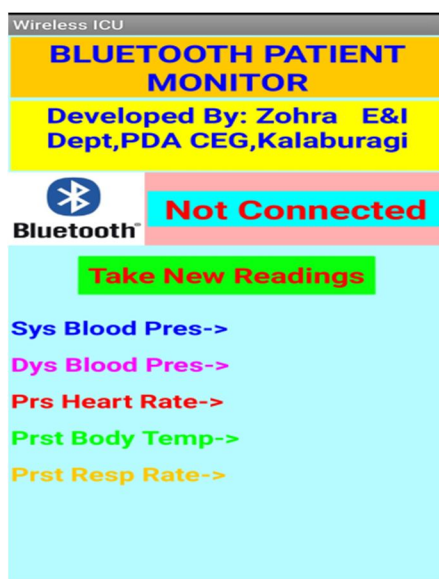 Wireless ICU
BLUETOOTH PATIENT
MONITOR
Developed By: Zohra E&I
Dept,PDA CEG,Kalaburagi
Bluetooth®
Not Connected
Take New Readings
Sys Blood Pres->
Dys Blood Pres->
Prs Heart Rate->
Prst Body Temp->
Prst Resp Rate->